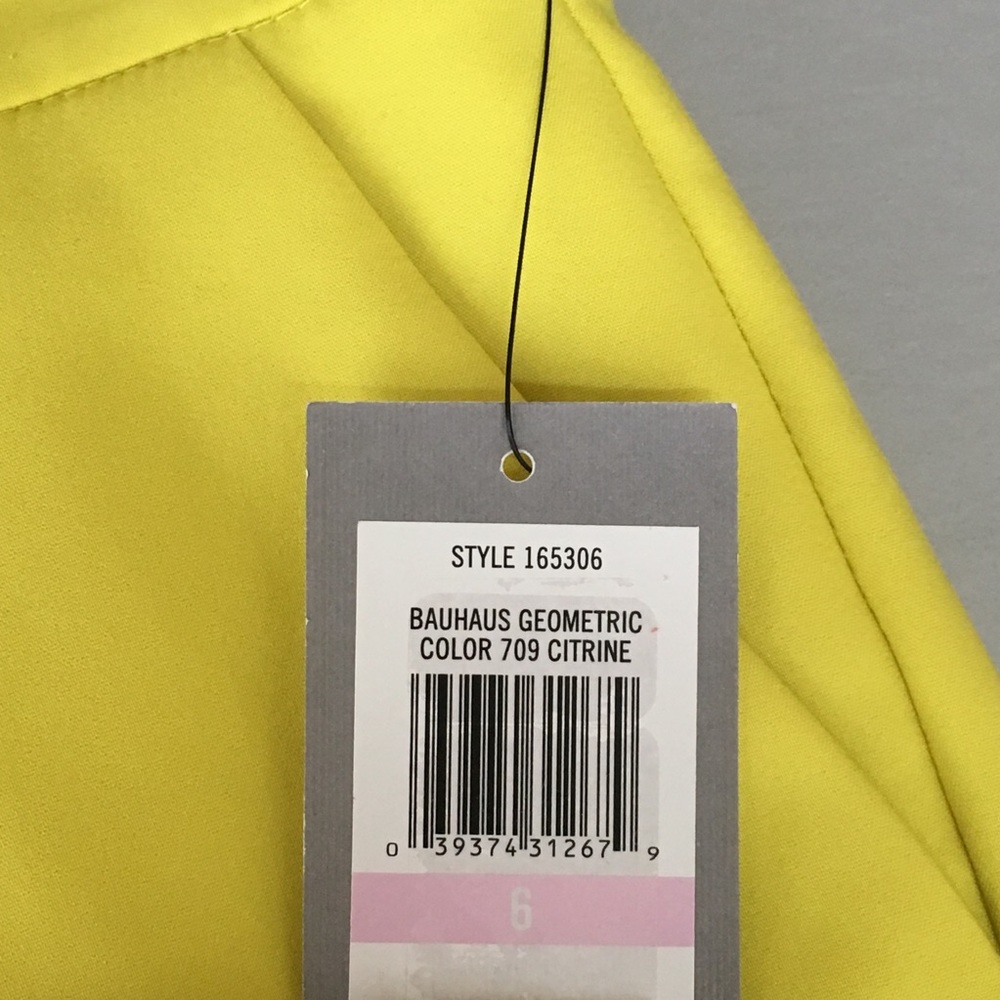 STYLE 165306
BAUHAUS GEOMETRIC
COLOR 709 CITRINE
0 39374 31267 9
6